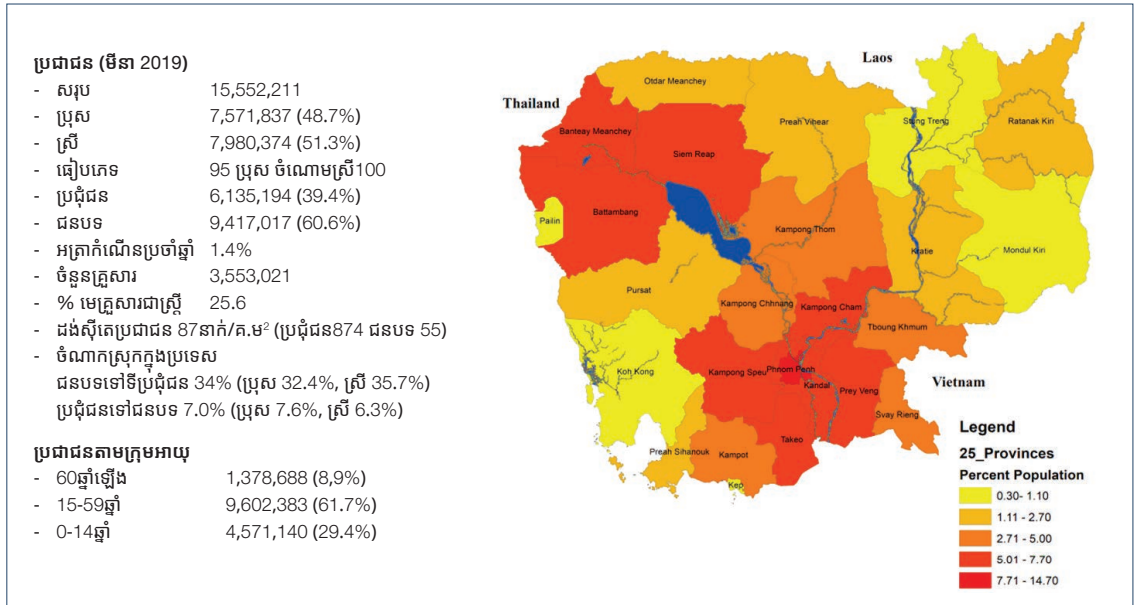 ប្រជាជន (មីនា 2019)
- សរុប 15,552,211
- ប្រុស 7,571,837 (48.7%)
- ស្រី 7,980,374 (51.3%)
- ធៀបភេទ 95 ប្រុស ចំណោមស្រី100
- ប្រជុំជន 6,135,194 (39.4%)
- ជនបទ 9,417,017 (60.6%)
- អត្រាកំណើនប្រចាំឆ្នាំ 1.4%
- ចំនួនគ្រួសារ 3,553,021
- % មេគ្រួសារជាស្ត្រី 25.6
- ដង់ស៊ីតេប្រជាជន 87នាក់/គ.ម² (ប្រជុំជន874 ជនបទ 55)
- ចំណាកស្រុកក្នុងប្រទេស
ជនបទទៅទីប្រជុំជន 34% (ប្រុស 32.4%, ស្រី 35.7%)
ប្រជុំជនទៅជនបទ 7.0% (ប្រុស 7.6%, ស្រី 6.3%)
ប្រជាជនតាមក្រុមអាយុ
- 60ឆ្នាំឡើង 1,378,688 (8,9%)
- 15-59ឆ្នាំ 9,602,383 (61.7%)
- 0-14ឆ្នាំ 4,571,140 (29.4%)
Laos
Thailand
Otdar Meanchey
Banteay Meanchey
Preah Vihear
Stung Treng
Ratanak Kiri
Siem Reap
Battambang
Pailin
Kampong Thom
Kratie
Mondul Kiri
Pursat
Kampong Chhnang
Kampong Cham
Tboung Khmum
Koh Kong
Kampong Speu
Phnom Penh
Kandal
Prey Veng
Vietnam
Svay Rieng
Takeo
Preah Sihanouk
Kampot
Kep
Legend
25_Provinces
Percent Population
0.30- 1.10
1.11 - 2.70
2.71 - 5.00
5.01 - 7.70
7.71 - 14.70